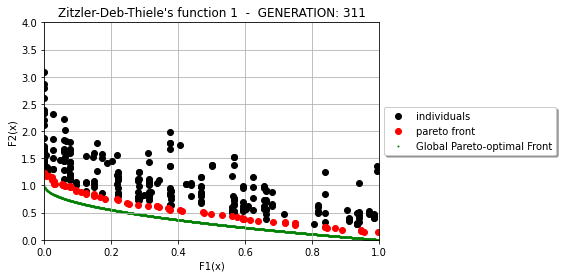 Zitzler-Deb-Thiele's function 1 - GENERATION: 311
4.0
3.5
3.0
2.5
2.0
1.5
1.0
0.5
0.0
F2(x)
0.0 0.2 0.4 0.6 0.8 1.0
F1(x)
individuals
pareto front
Global Pareto-optimal Front